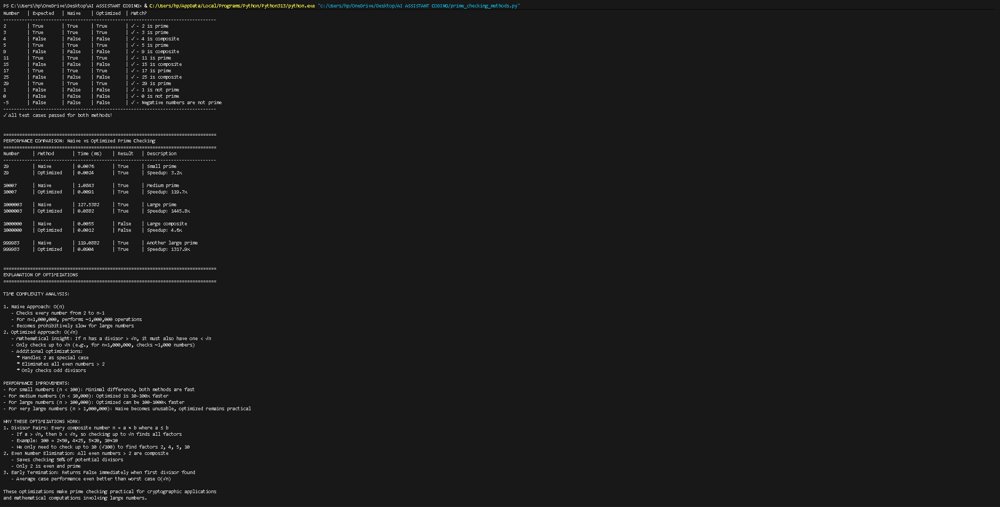 PS C:\Users\hp\OneDrive\Desktop\AI ASSISTANT CODING> & C:/Users/hp/AppData/Local/Programs/Python/Python313/python.exe "c:/Users/hp/OneDrive/Desktop/AI ASSISTANT CODING/prime_checking_methods.py"
Number | Expected | Naive | Optimized | Match?
--------------------------------------------------------------------------------
2 | True | True | True | ✓ - 2 is prime
3 | True | True | True | ✓ - 3 is prime
4 | False | False | False | ✓ - 4 is composite
5 | True | True | True | ✓ - 5 is prime
9 | False | False | False | ✓ - 9 is composite
11 | True | True | True | ✓ - 11 is prime
15 | False | False | False | ✓ - 15 is composite
17 | True | True | True | ✓ - 17 is prime
25 | False | False | False | ✓ - 25 is composite
29 | True | True | True | ✓ - 29 is prime
1 | False | False | False | ✓ - 1 is not prime
0 | False | False | False | ✓ - 0 is not prime
-5 | False | False | False | ✓ - Negative numbers are not prime
--------------------------------------------------------------------------------
✓ All test cases passed for both methods!
================================================================================
PERFORMANCE COMPARISON: Naive vs Optimized Prime Checking
================================================================================
Number | Method | Time (ms) | Result | Description
--------------------------------------------------------------------------------
29 | Naive | 0.0076 | True | Small prime
29 | Optimized | 0.0024 | True | Speedup: 3.2x
10007 | Naive | 1.0843 | True | Medium prime
10007 | Optimized | 0.0091 | True | Speedup: 119.7x
1000003 | Naive | 127.5382 | True | Large prime
1000003 | Optimized | 0.0882 | True | Speedup: 1445.8x
1000000 | Naive | 0.0055 | False | Large composite
1000000 | Optimized | 0.0012 | False | Speedup: 4.6x
999983 | Naive | 119.0882 | True | Another large prime
999983 | Optimized | 0.0904 | True | Speedup: 1317.9x
================================================================================
EXPLANATION OF OPTIMIZATIONS
================================================================================
TIME COMPLEXITY ANALYSIS:
1. Naive Approach: O(n)
- Checks every number from 2 to n-1
- For n=1,000,000, performs ~1,000,000 operations
- Becomes prohibitively slow for large numbers
2. Optimized Approach: O(√n)
- Mathematical insight: If n has a divisor > √n, it must also have one < √n
- Only checks up to √n (e.g., for n=1,000,000, checks ~1,000 numbers)
- Additional optimizations:
* Handles 2 as special case
* Eliminates all even numbers > 2
* Only checks odd divisors
PERFORMANCE IMPROVEMENTS:
- For small numbers (n < 100): Minimal difference, both methods are fast
- For medium numbers (n < 10,000): Optimized is 10-100x faster
- For large numbers (n > 100,000): Optimized can be 100-1000x faster
- For very large numbers (n > 1,000,000): Naive becomes unusable, optimized remains practical
WHY THESE OPTIMIZATIONS WORK:
1. Divisor Pairs: Every composite number n = a × b where a ≤ b
- If a > √n, then b < √n, so checking up to √n finds all factors
- Example: 100 = 2×50, 4×25, 5×20, 10×10
- We only need to check up to 10 (√100) to find factors 2, 4, 5, 10
2. Even Number Elimination: All even numbers > 2 are composite
- Saves checking 50% of potential divisors
- Only 2 is even and prime
3. Early Termination: Returns False immediately when first divisor found
- Average case performance even better than worst case O(√n)
These optimizations make prime checking practical for cryptographic applications
and mathematical computations involving large numbers.